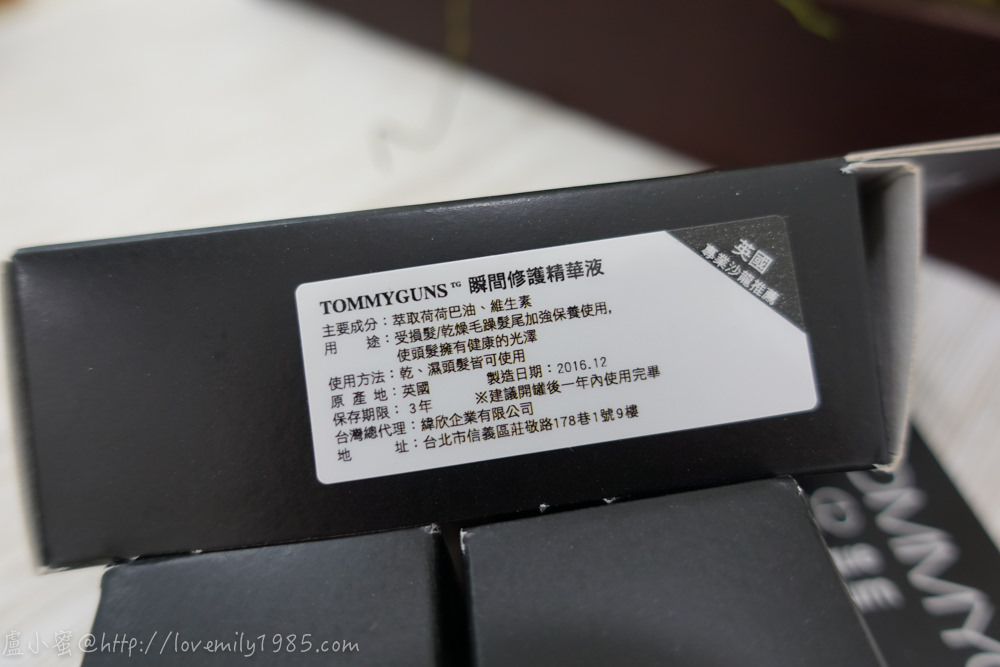 英國
專業沙龍推薦
TOMMYGUNS TG 瞬間修護精華液
主要成分：萃取荷荷巴油、維生素
用 途：受損髮/乾燥毛躁髮尾加強保養使用,
使頭髮擁有健康的光澤
使用方法：乾、濕頭髮皆可使用
原 產 地：英國 製造日期：2016.12
保存期限： 3年 ※建議開罐後一年內使用完畢
台灣總代理：緯欣企業有限公司
地 址：台北市信義區莊敬路178巷1號9樓
盧小蜜@http://lovemily1985.com